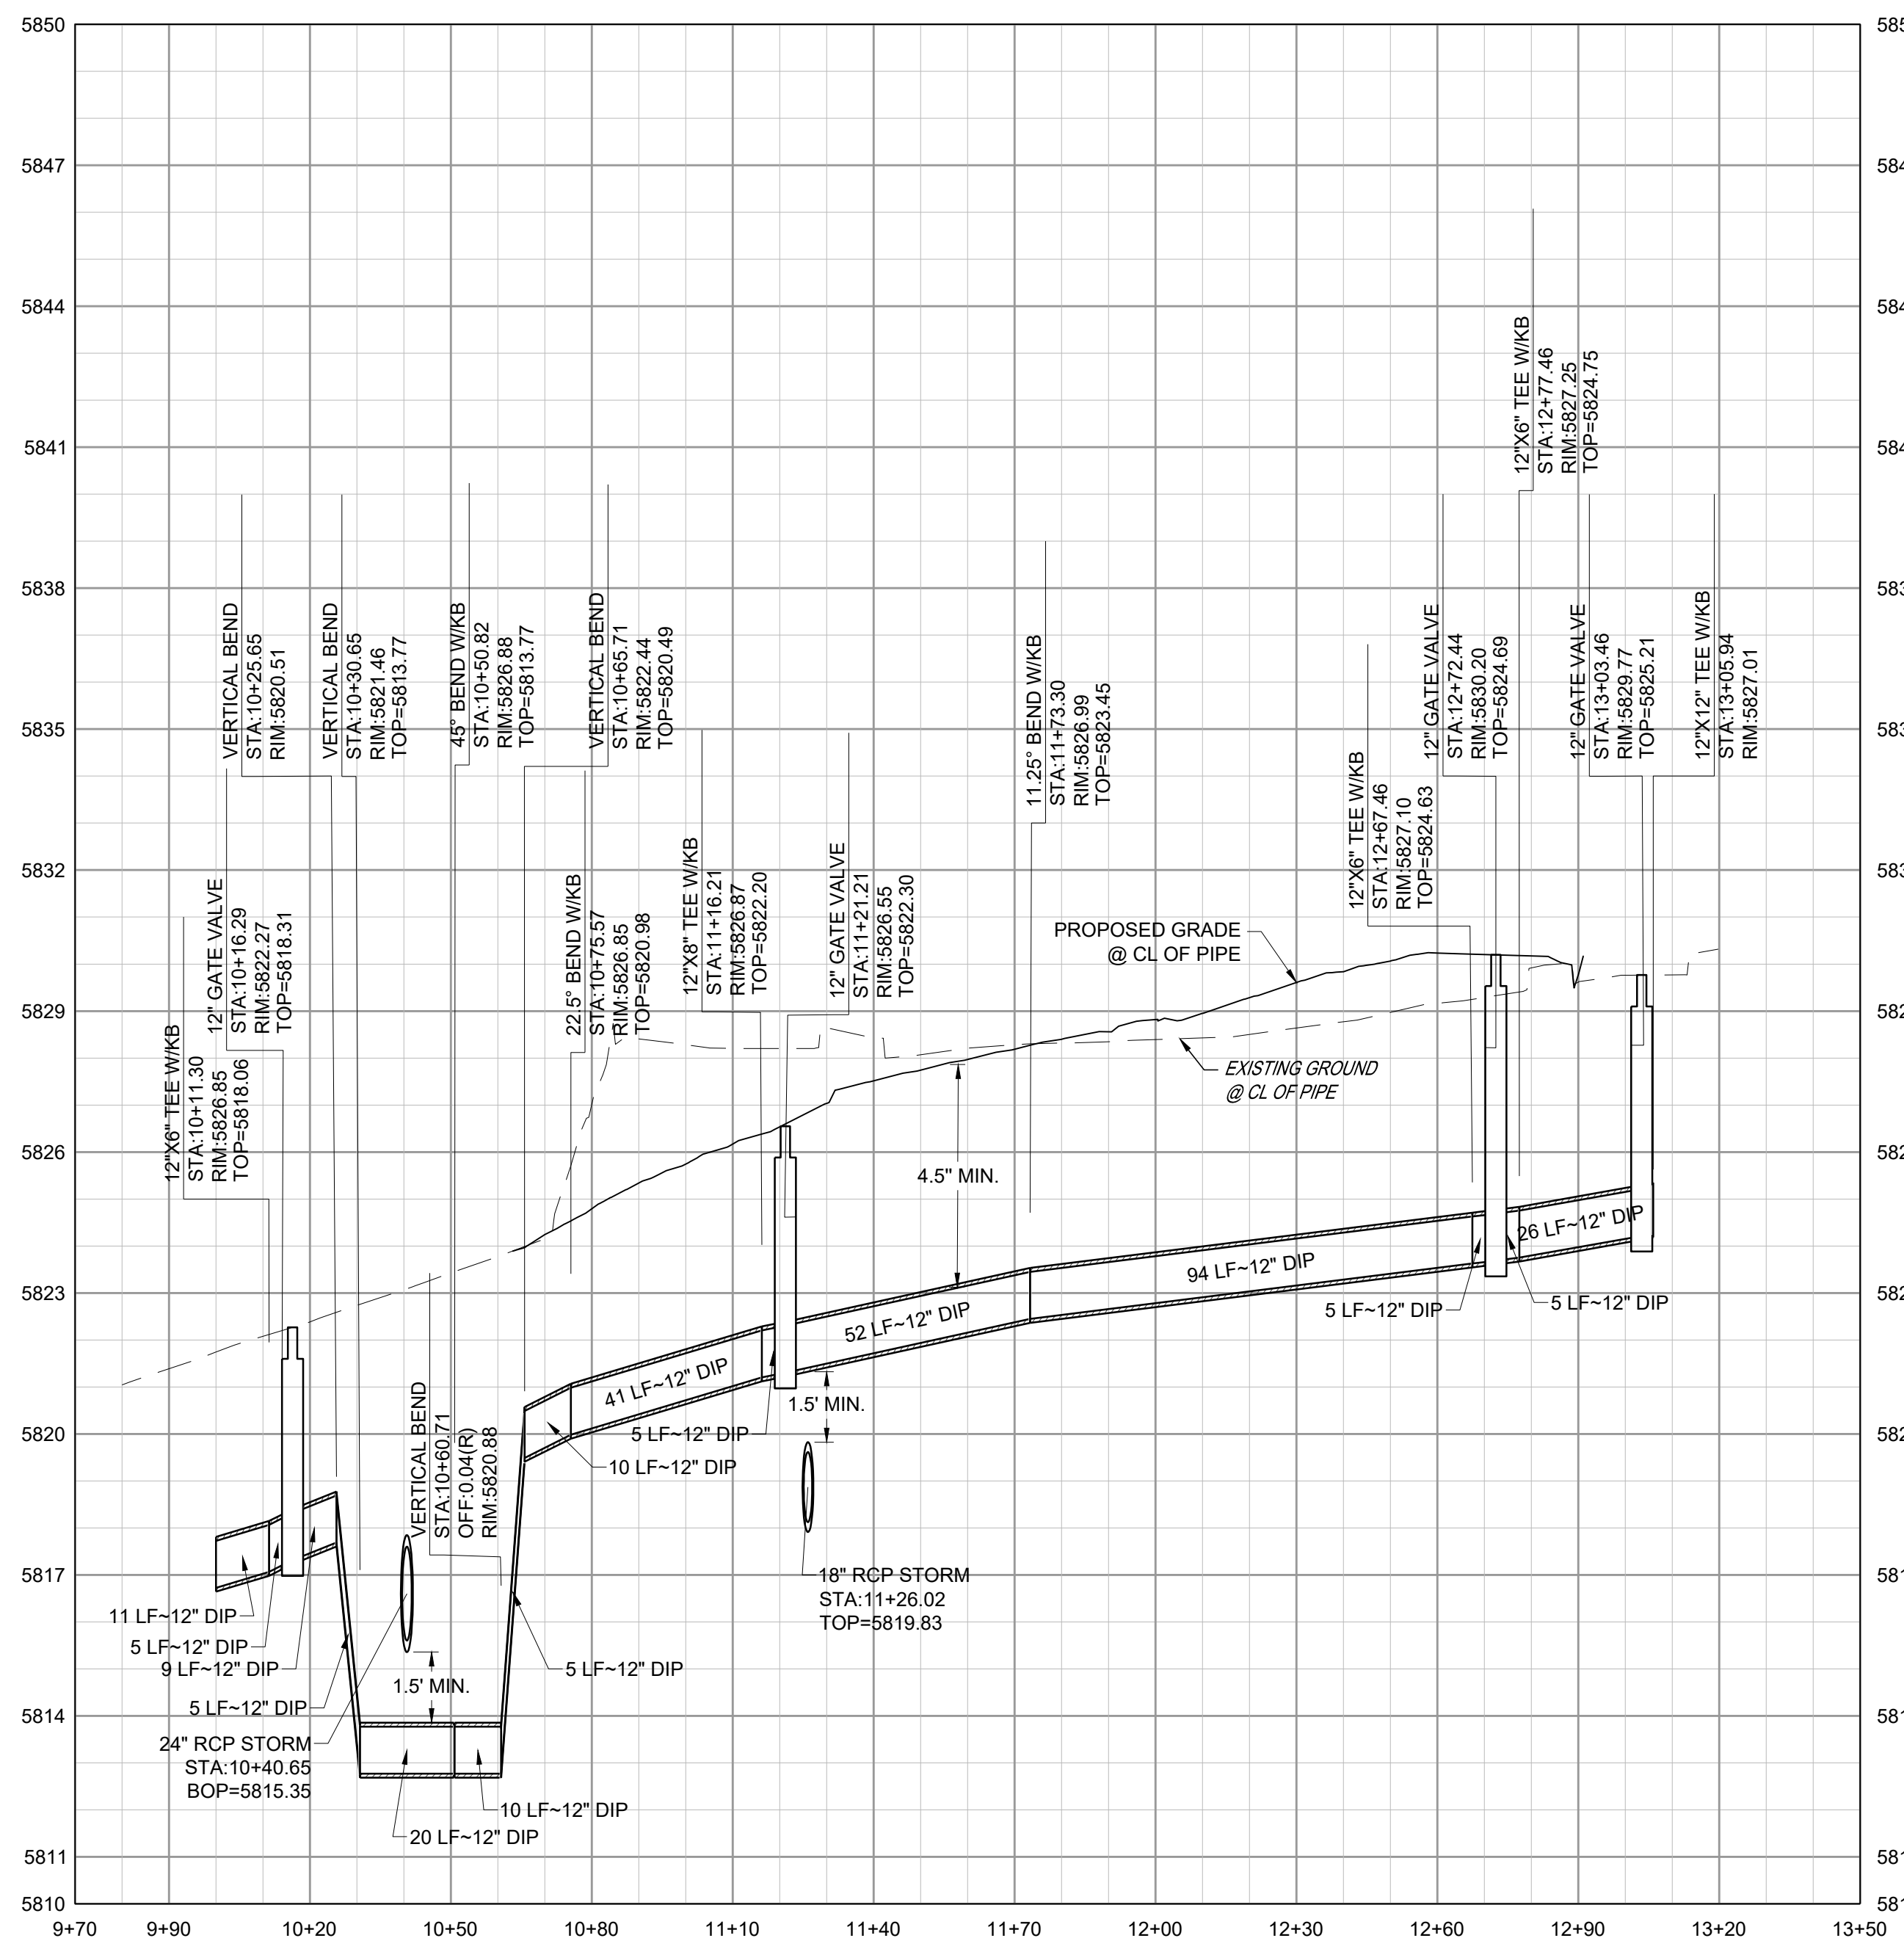 5850
5847
5844
5841
5838
5835
5832
5829
5826
5823
5820
5817
5814
5811
5810
585
584
584
584
583
583
583
582
582
582
582
581
581
581
581
9+70
9+90
10+20
10+50
10+80
11+10
11+40
11+70
12+00
12+30
12+60
12+90
13+20
13+50
12"X6" TEE W/KB
STA:10+11.30
RIM:5826.85
TOP=5818.06
12" GATE VALVE
STA:10+16.29
RIM:5822.27
TOP=5818.31
VERTICAL BEND
STA:10+25.65
RIM:5820.51
VERTICAL BEND
STA:10+30.65
RIM:5821.46
TOP=5813.77
45° BEND W/KB
STA:10+50.82
RIM:5826.88
TOP=5813.77
VERTICAL BEND
STA:10+60.71
OFF:0.04(R)
RIM:5820.88
VERTICAL BEND
STA:10+65.71
RIM:5822.44
TOP=5820.49
22.5° BEND W/KB
STA:10+75.57
RIM:5826.85
TOP=5820.98
12"X8" TEE W/KB
STA:11+16.21
RIM:5826.87
TOP=5822.20
12" GATE VALVE
STA:11+21.21
RIM:5826.55
TOP=5822.30
11.25° BEND W/KB
STA:11+73.30
RIM:5826.99
TOP=5823.45
12"X6" TEE W/KB
STA:12+67.46
RIM:5827.10
TOP=5824.63
12" GATE VALVE
STA:12+72.44
RIM:5830.20
TOP=5824.69
12"X6" TEE W/KB
STA:12+77.46
RIM:5827.25
TOP=5824.75
12" GATE VALVE
STA:13+03.46
RIM:5829.77
TOP=5825.21
12"X12" TEE W/KB
STA:13+05.94
RIM:5827.01
PROPOSED GRADE
@ CL OF PIPE
EXISTING GROUND
@ CL OF PIPE
4.5" MIN.
1.5' MIN.
1.5' MIN.
11 LF~12" DIP
5 LF~12" DIP
9 LF~12" DIP
5 LF~12" DIP
24" RCP STORM
STA:10+40.65
BOP=5815.35
20 LF~12" DIP
10 LF~12" DIP
5 LF~12" DIP
10 LF~12" DIP
41 LF~12" DIP
5 LF~12" DIP
52 LF~12" DIP
18" RCP STORM
STA:11+26.02
TOP=5819.83
94 LF~12" DIP
5 LF~12" DIP
5 LF~12" DIP
26 LF~12" DIP